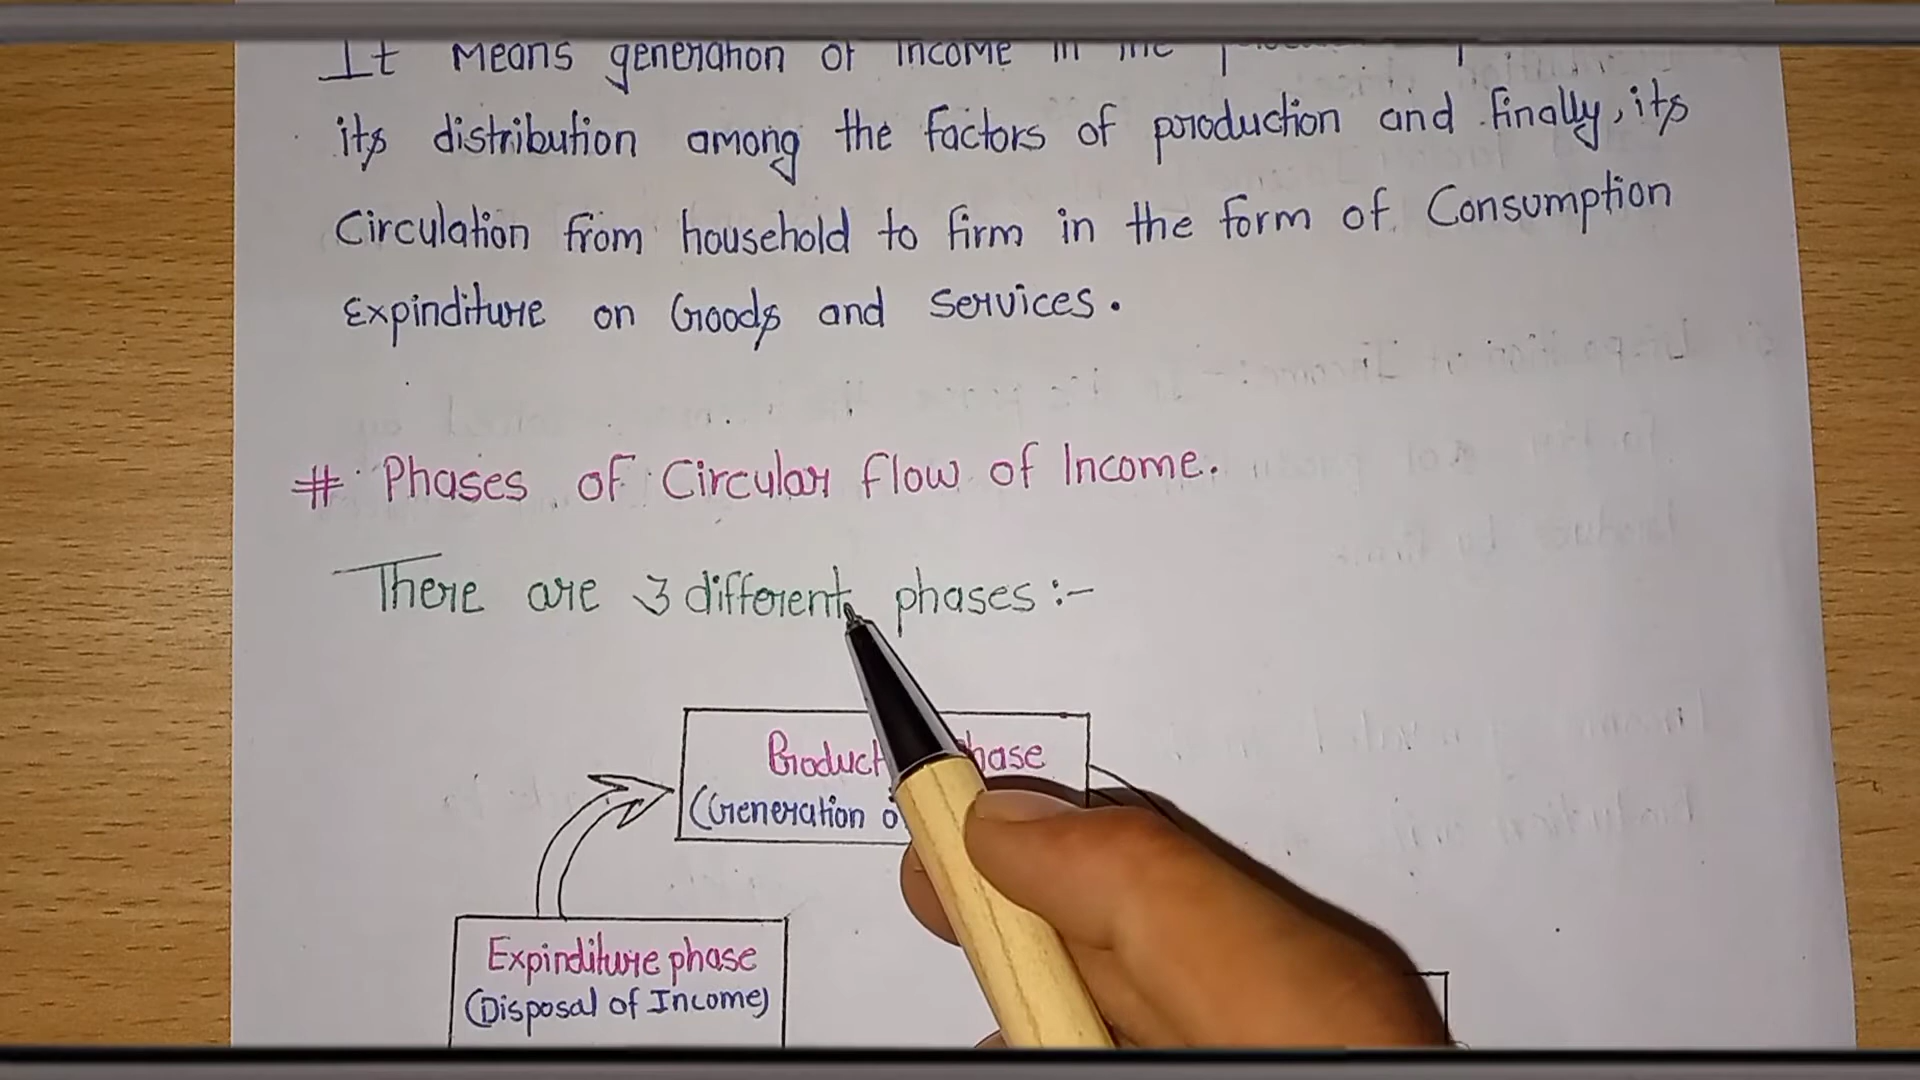 It means generation of income in the
its distribution among the factors of production and finally, its
Circulation from household to firm in the form of Consumption
Expinditure on Goods and Services.
# Phases of Circular flow of Income.
There are 3 different phases :-
Product hase
(Generation o
Expinditure phase
(Disposal of Income)